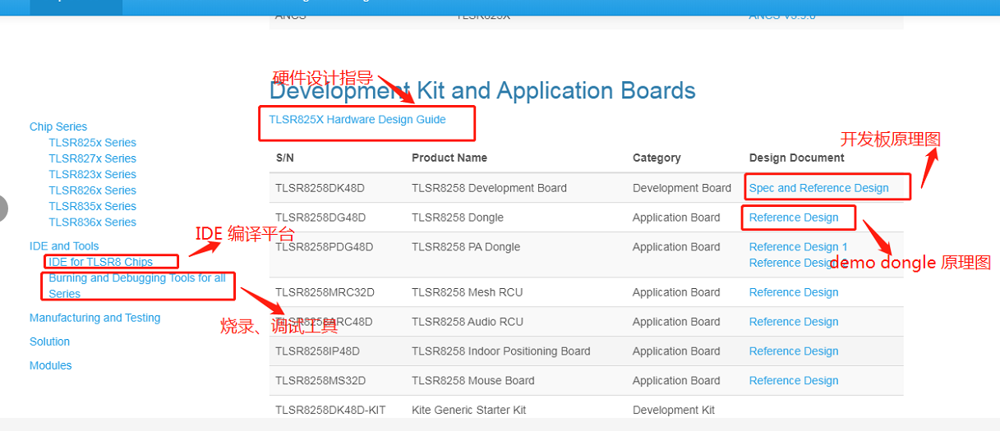 ANCS TLSR825X ANCS V3.9.0
硬件设计指导
Development Kit and Application Boards
TLSR825X Hardware Design Guide
Chip Series
TLSR825x Series
TLSR827x Series
TLSR823x Series
TLSR826x Series
TLSR835x Series
TLSR836x Series
IDE 编译平台
IDE and Tools
IDE for TLSR8 Chips
Burning and Debugging Tools for all
Series
烧录、调试工具
Manufacturing and Testing
Solution
Modules
开发板原理图
S/N Product Name Category Design Document
TLSR8258DK48D TLSR8258 Development Board Development Board Spec and Reference Design
TLSR8258DG48D TLSR8258 Dongle Application Board Reference Design
TLSR8258PDG48D TLSR8258 PA Dongle Application Board Reference Design 1
Reference Design
demo dongle 原理图
TLSR8258MRC32D TLSR8258 Mesh RCU Application Board Reference Design
TLSR8258ARC48D TLSR8258 Audio RCU Application Board Reference Design
TLSR8258IP48D TLSR8258 Indoor Positioning Board Application Board Reference Design
TLSR8258MS32D TLSR8258 Mouse Board Application Board Reference Design
TLSR8258DK48D-KIT Kite Generic Starter Kit Development Kit